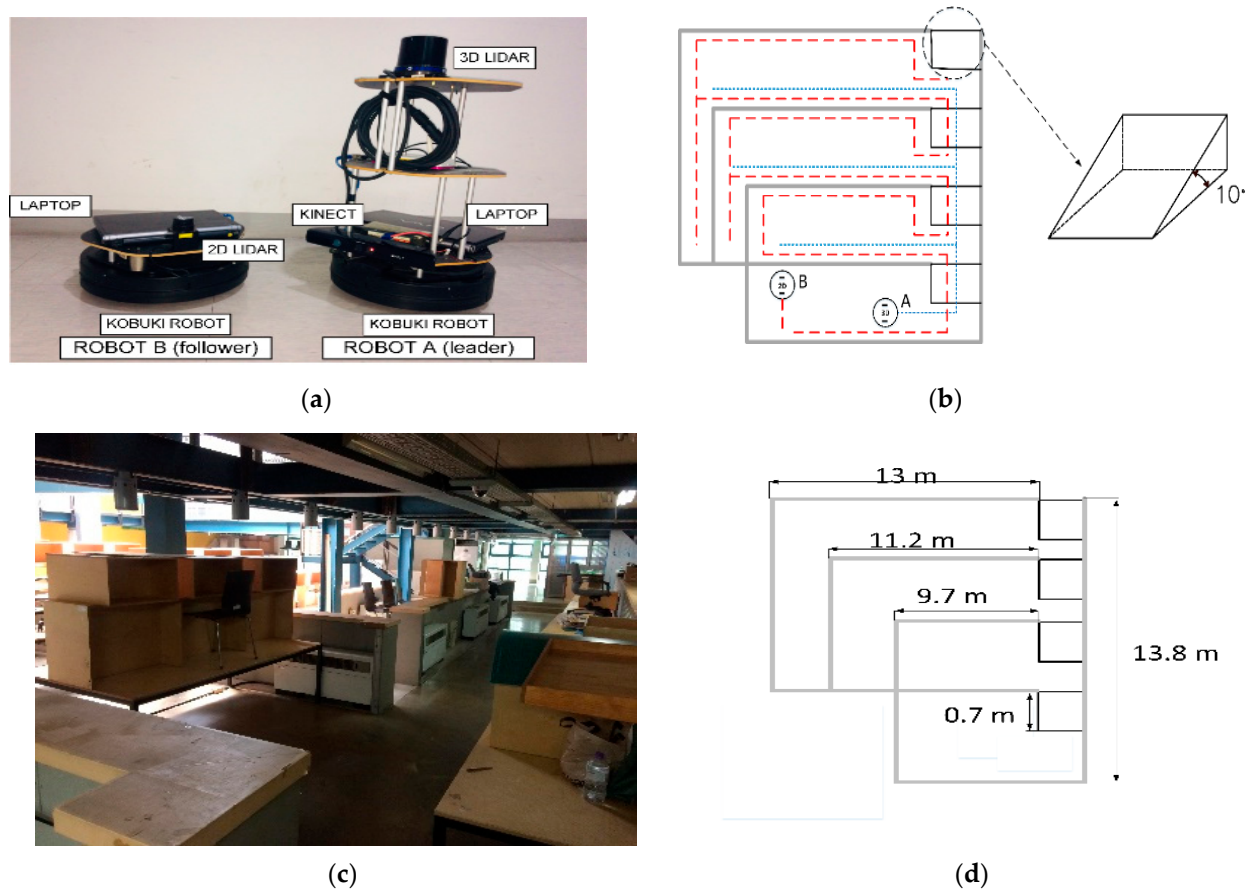 3D LIDAR
LAPTOP
KINECT
LAPTOP
2D LIDAR
KOBUKI ROBOT
KOBUKI ROBOT
ROBOT B (follower)
ROBOT A (leader)
(a)
10°
2D
B
3D
A
(b)
(c)
13 m
11.2 m
9.7 m
13.8 m
0.7 m
(d)